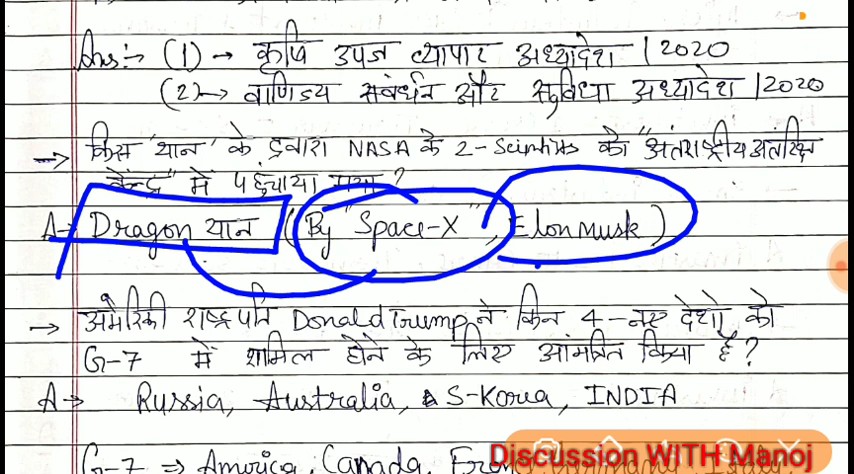 Ans:- (1) → कृषि उपज व्यापार अध्यादेश | 2020
(2) → वाणिज्य संवर्धन और सुविधा अध्यादेश | 2020
→ किस "यान" के द्वारा NASA के 2-Scintists को "अंतराष्ट्रीय अंतरिक्ष
केंन्द्र" में पहुंचाया गया?
A → Dragon यान (By "Space-X", Elon Musk)
→ अमेरिकी राष्ट्रपति Donald Trump ने किन 4-नए देशो को
G-7 में शामिल होने के लिए आंमत्रित किया है?
A → Russia, Australia, & S-Korea, INDIA
G-7 ⇒ America, Canada,
Discussion WITH Manoj